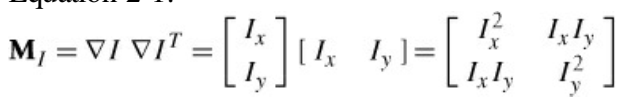 Equation 2-1:
𝐌_I = ∇I ∇I^T = [ I_x ; I_y ] [ I_x I_y ] = [ I_x^2 I_xI_y ; I_xI_y I_y^2 ]